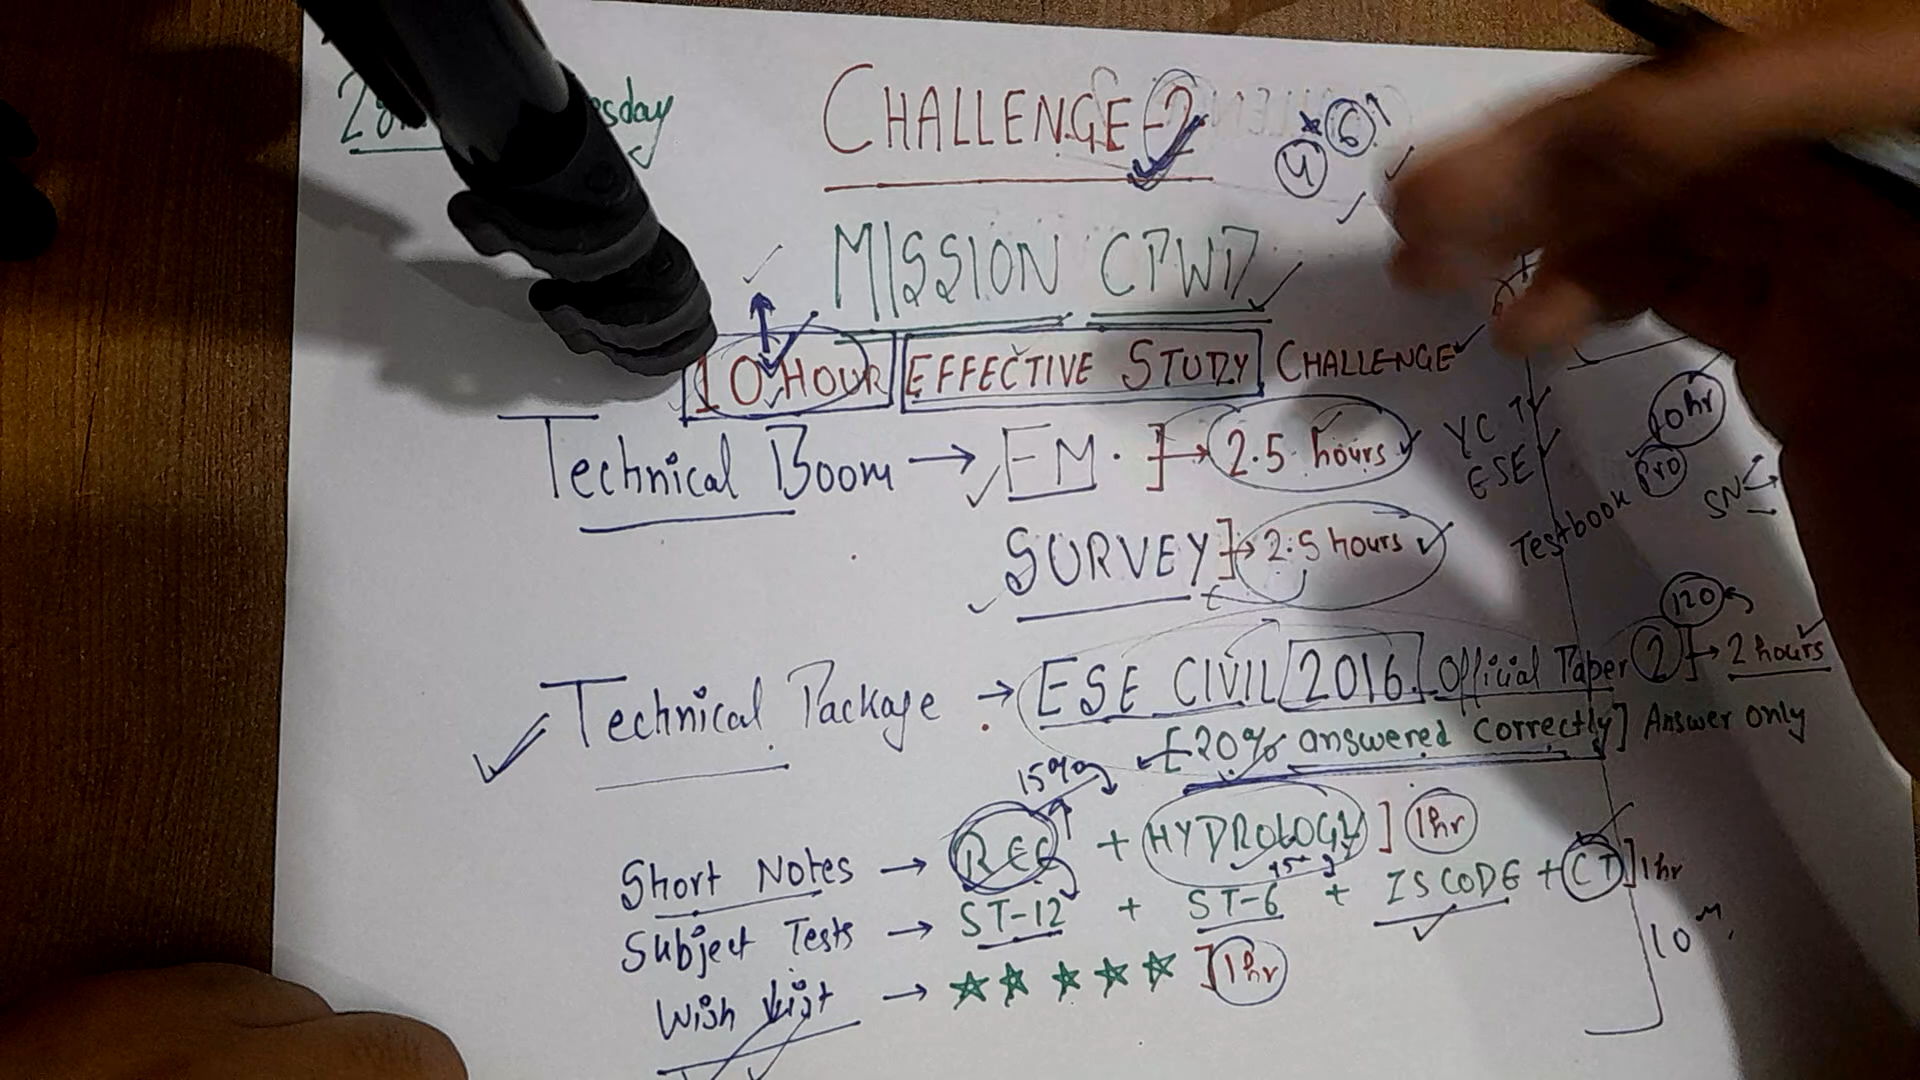 sday
CHALLENGE-2
6
4
MISSION CPWD
10 HOUR EFFECTIVE STUDY CHALLENGE
Technical Boom → FM. ] → 2.5 hours
YCT
ESE
10hr
Testbook pro
SN
SURVEY] → 2.5 hours
120
Technical Package → ESE CIVIL 2016. Official Paper 2 ] → 2 hours
[-20% answered correctly] Answer only
15%
Short Notes → RCC + HYDROLOGY ] 1hr
Subject Tests → ST-12 + ST-6 + IS CODE + CT ] 1hr
10
Wish List → ☆ ☆ ☆ ☆ ☆ ] 1hr